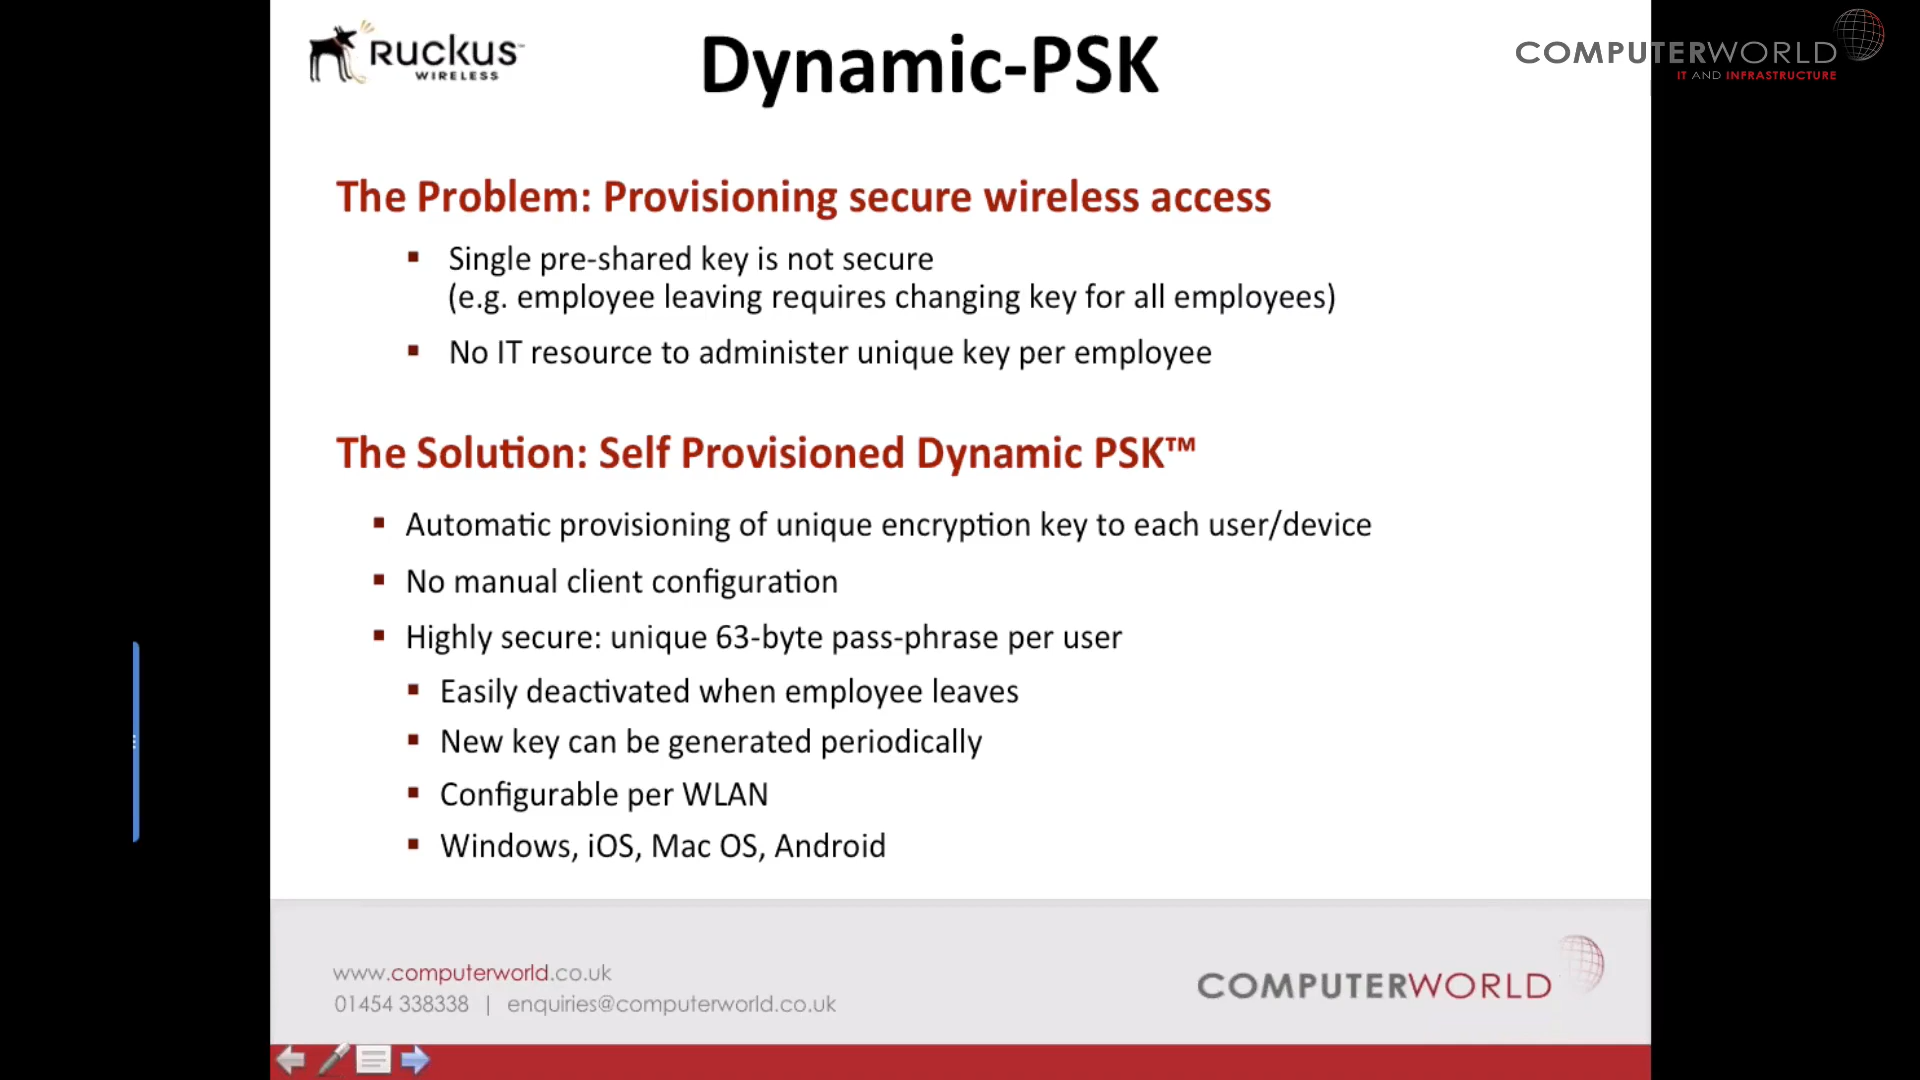 RUCKUS™
WIRELESS
Dynamic-PSK
COMPUTERWORLD
IT AND INFRASTRUCTURE
The Problem: Provisioning secure wireless access
Single pre-shared key is not secure
(e.g. employee leaving requires changing key for all employees)
No IT resource to administer unique key per employee
The Solution: Self Provisioned Dynamic PSK™
Automatic provisioning of unique encryption key to each user/device
No manual client configuration
Highly secure: unique 63-byte pass-phrase per user
Easily deactivated when employee leaves
New key can be generated periodically
Configurable per WLAN
Windows, iOS, Mac OS, Android
www.computerworld.co.uk
01454 338338 | enquiries@computerworld.co.uk
COMPUTERWORLD